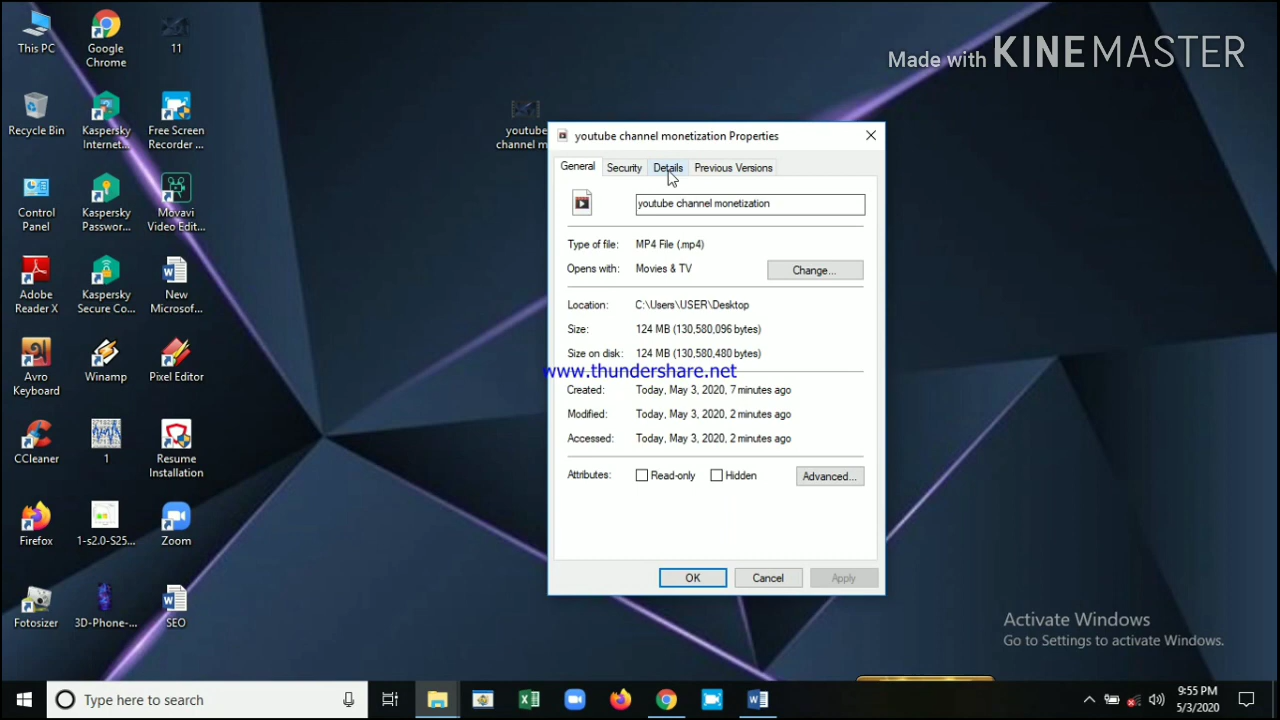 Made with KINEMASTER
This PC
Google
Chrome
11
Recycle Bin
Kaspersky
Internet...
Free Screen
Recorder ...
youtube
channel m
Control
Panel
Kaspersky
Passwor...
Movavi
Video Edit...
Adobe
Reader X
Kaspersky
Secure Co...
New
Microsof...
Avro
Keyboard
Winamp
Pixel Editor
CCleaner
1
Resume
Installation
Firefox
1-s2.0-S25...
Zoom
Fotosizer
3D-Phone-...
SEO
youtube channel monetization Properties
General Security Details Previous Versions
youtube channel monetization
Type of file: MP4 File (.mp4)
Opens with: Movies & TV Change...
Location: C:\Users\USER\Desktop
Size: 124 MB (130,580,096 bytes)
Size on disk: 124 MB (130,580,480 bytes)
www.thundershare.net
Created: Today, May 3, 2020, 7 minutes ago
Modified: Today, May 3, 2020, 2 minutes ago
Accessed: Today, May 3, 2020, 2 minutes ago
Attributes: Read-only Hidden Advanced...
OK Cancel Apply
Activate Windows
Go to Settings to activate Windows.
Type here to search
9:55 PM
5/3/2020